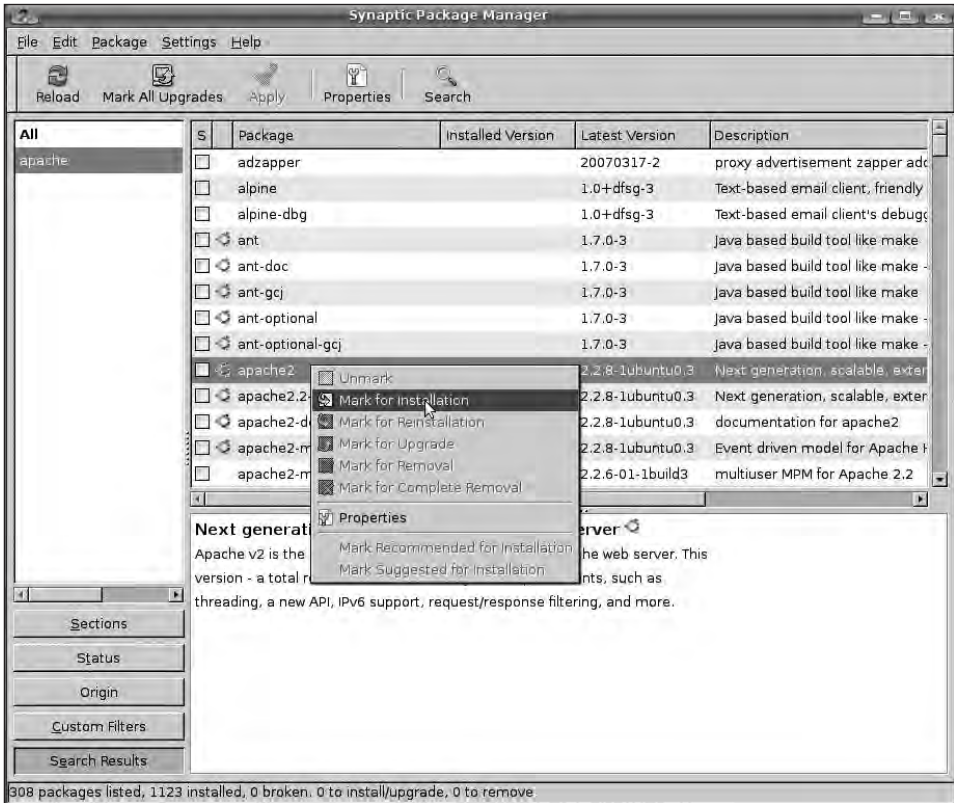 Synaptic Package Manager
File Edit Package Settings Help
Reload Mark All Upgrades Apply Properties Search
All
apache
S Package Installed Version Latest Version Description
adzapper 20070317-2 proxy advertisement zapper add
alpine 1.0+dfsg-3 Text-based email client, friendly
alpine-dbg 1.0+dfsg-3 Text-based email client's debugg
ant 1.7.0-3 Java based build tool like make
ant-doc 1.7.0-3 Java based build tool like make -
ant-gcj 1.7.0-3 Java based build tool like make
ant-optional 1.7.0-3 Java based build tool like make -
ant-optional-gcj 1.7.0-3 Java based build tool like make -
apache2 2.2.8-1ubuntu0.3 Next generation, scalable, exter
apache2.2- 2.2.8-1ubuntu0.3 Next generation, scalable, exter
apache2-d 2.2.8-1ubuntu0.3 documentation for apache2
apache2-m 2.2.8-1ubuntu0.3 Event driven model for Apache H
apache2-m 2.2.6-01-1build3 multiuser MPM for Apache 2.2
Unmark
Mark for Installation
Mark for Reinstallation
Mark for Upgrade
Mark for Removal
Mark for Complete Removal
Properties
Mark Recommended for Installation
Mark Suggested for Installation
Next generati erver
Apache v2 is the he web server. This
version - a total r nts, such as
threading, a new API, IPv6 support, request/response filtering, and more.
Sections
Status
Origin
Custom Filters
Search Results
308 packages listed, 1123 installed, 0 broken. 0 to install/upgrade, 0 to remove